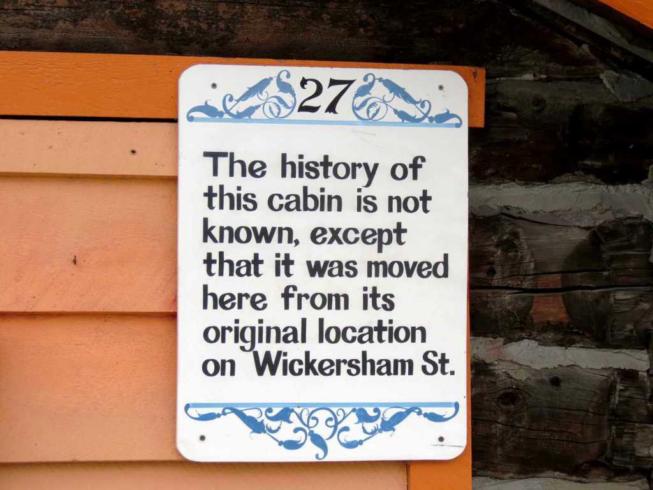 27
The history of
this cabin is not
known, except
that it was moved
here from its
original location
on Wickersham St.